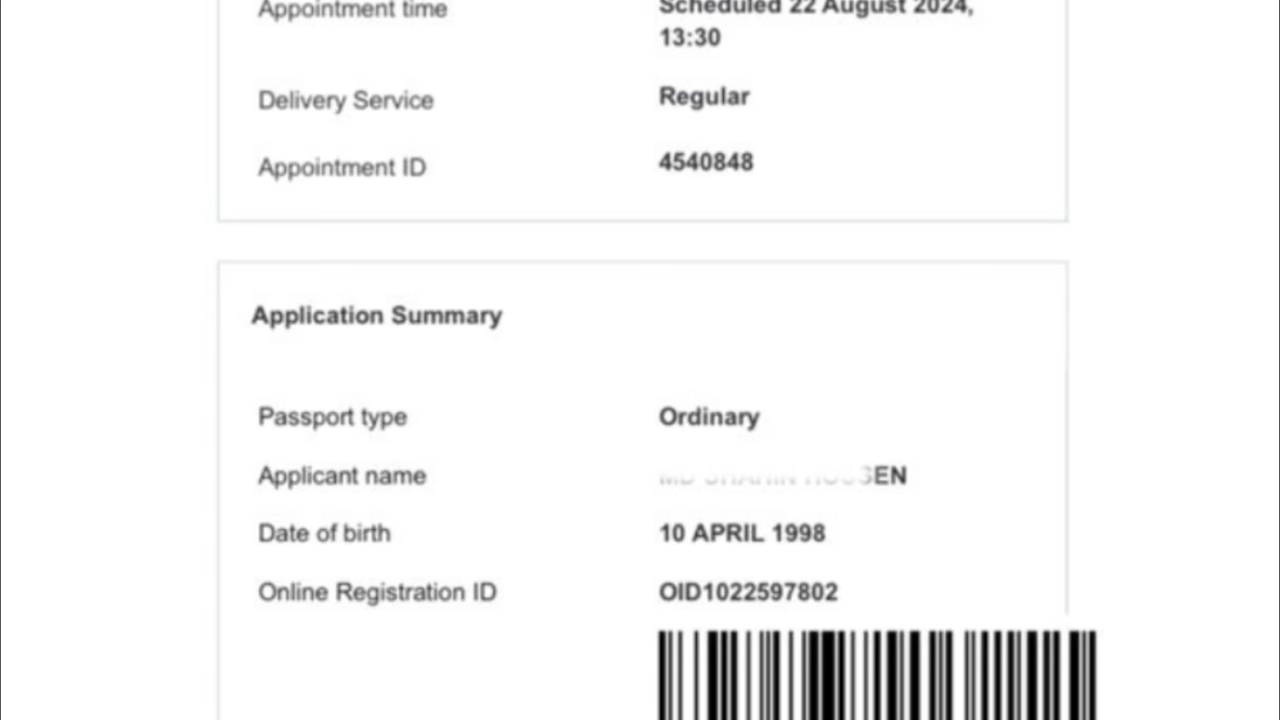 Appointment time
Scheduled 22 August 2024,
13:30
Delivery Service
Regular
Appointment ID
4540848
Application Summary
Passport type
Ordinary
Applicant name
Date of birth
10 APRIL 1998
Online Registration ID
OID1022597802